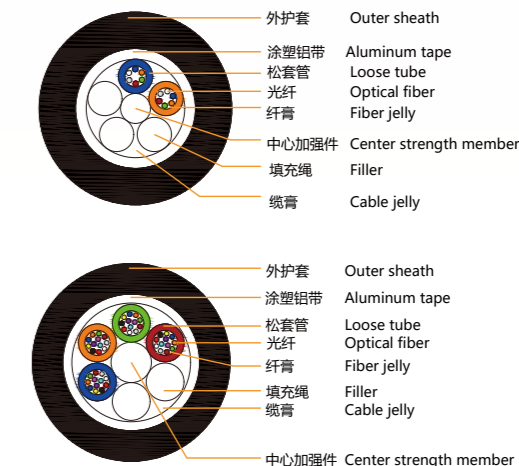 外护套 Outer sheath
涂塑铝带 Aluminum tape
松套管 Loose tube
光纤 Optical fiber
纤膏 Fiber jelly
中心加强件 Center strength member
填充绳 Filler
缆膏 Cable jelly
外护套 Outer sheath
涂塑铝带 Aluminum tape
松套管 Loose tube
光纤 Optical fiber
纤膏 Fiber jelly
填充绳 Filler
缆膏 Cable jelly
中心加强件 Center strength member